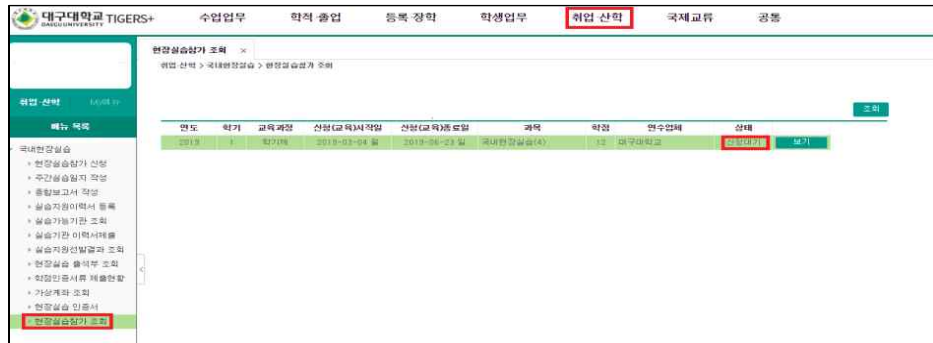 대구대학교 TIGERS+
DAEGU UNIVERSITY
수업업무 학적·졸업 등록·장학 학생업무 취업·산학 국제교류 공통
현장실습참가 조회 ×
취업·산학 > 국내현장실습 > 현장실습참가 조회
취업·산학
조회
메뉴 목록
연도 학기 교육과정 신청(교육)시작일 신청(교육)종료일 과목 학점 연수업체 상태
2019 1 학기제 2019-03-04 월 2019-06-23 일 국내현장실습(4) 12 대구대학교 신청대기 보기
국내현장실습
현장실습참가 신청
주간실습일지 작성
종합보고서 작성
실습지원이력서 등록
실습가능기관 조회
실습기관 이력서제출
실습지원선발결과 조회
현장실습 출석부 조회
학점인증서류 제출현황
가상계좌 조회
현장실습 인증서
현장실습참가 조회